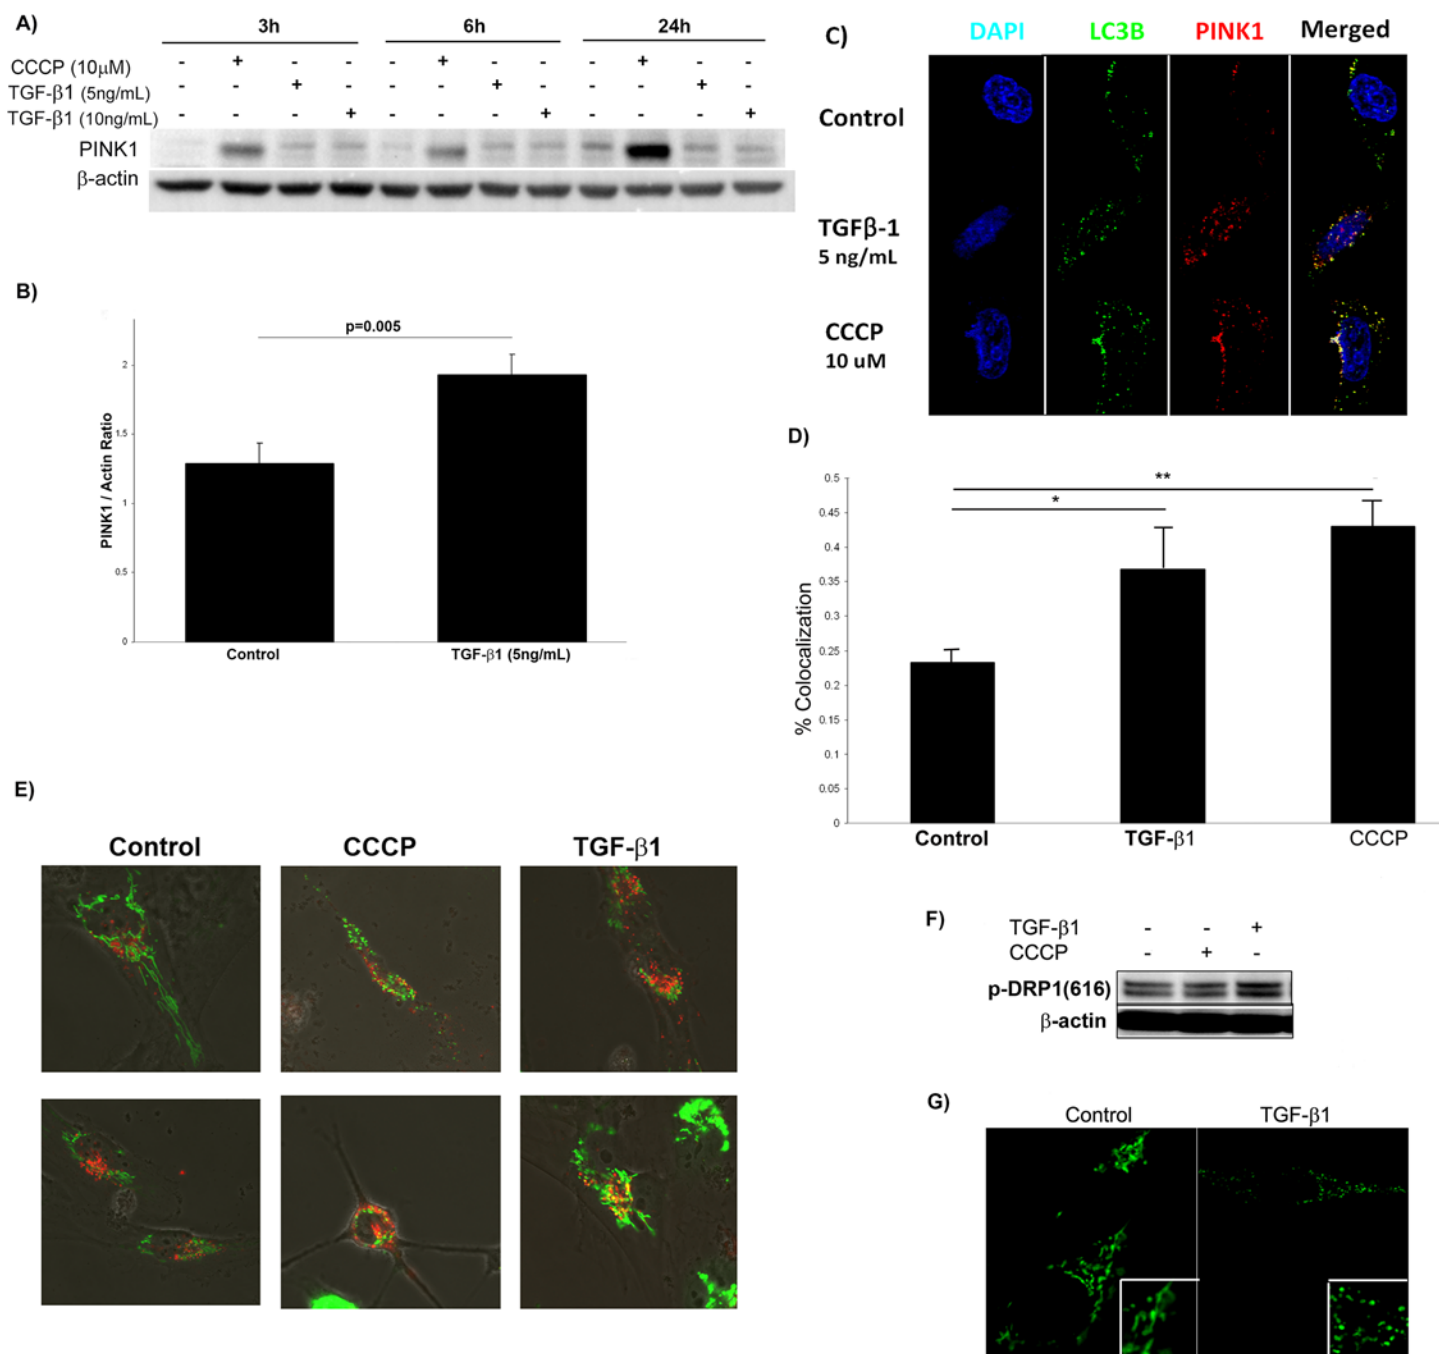 A)
3h 6h 24h
CCCP (10μM) - + - - - + - - - + - -
TGF-β1 (5ng/mL) - - + - - - + - - - + -
TGF-β1 (10ng/mL) - - - + - - - + - - - +
PINK1
β-actin
B)
p=0.005
PINK1 / Actin Ratio
2
1.5
1
0.5
0
Control TGF-β1 (5ng/mL)
C)
DAPI LC3B PINK1 Merged
Control
TGFβ-1
5 ng/mL
CCCP
10 uM
D)
% Colocalization
0.5
0.45
0.4
0.35
0.3
0.25
0.2
0.15
0.1
0.05
0
**
*
Control TGF-β1 CCCP
E)
Control CCCP TGF-β1
F)
TGF-β1 - - +
CCCP - + -
p-DRP1(616)
β-actin
G)
Control TGF-β1